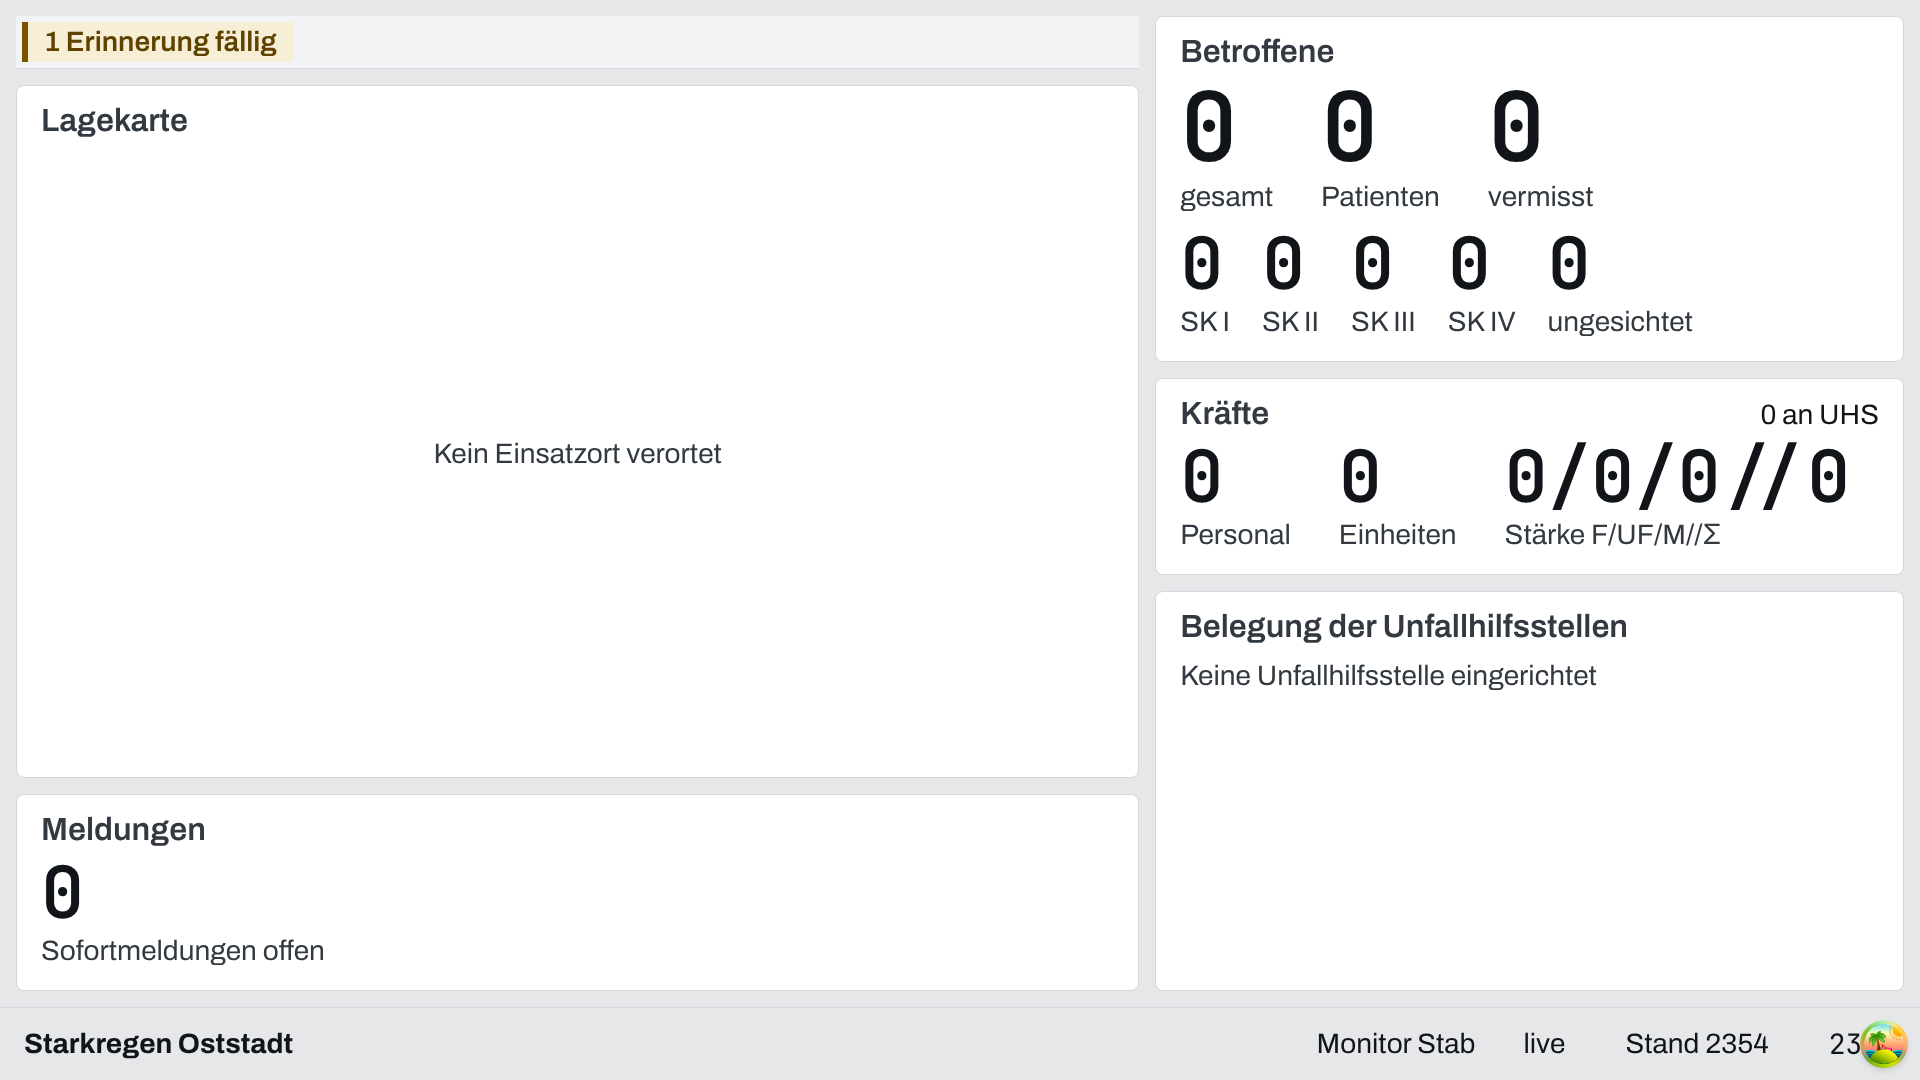 1 Erinnerung fällig
Lagekarte
Kein Einsatzort verortet
Meldungen
0
Sofortmeldungen offen
Betroffene
0 0 0
gesamt Patienten vermisst
0 0 0 0 0
SK I SK II SK III SK IV ungesichtet
Kräfte 0 an UHS
0 0 0/0/0//0
Personal Einheiten Stärke F/UF/M//Σ
Belegung der Unfallhilfsstellen
Keine Unfallhilfsstelle eingerichtet
Starkregen Oststadt Monitor Stab live Stand 2354